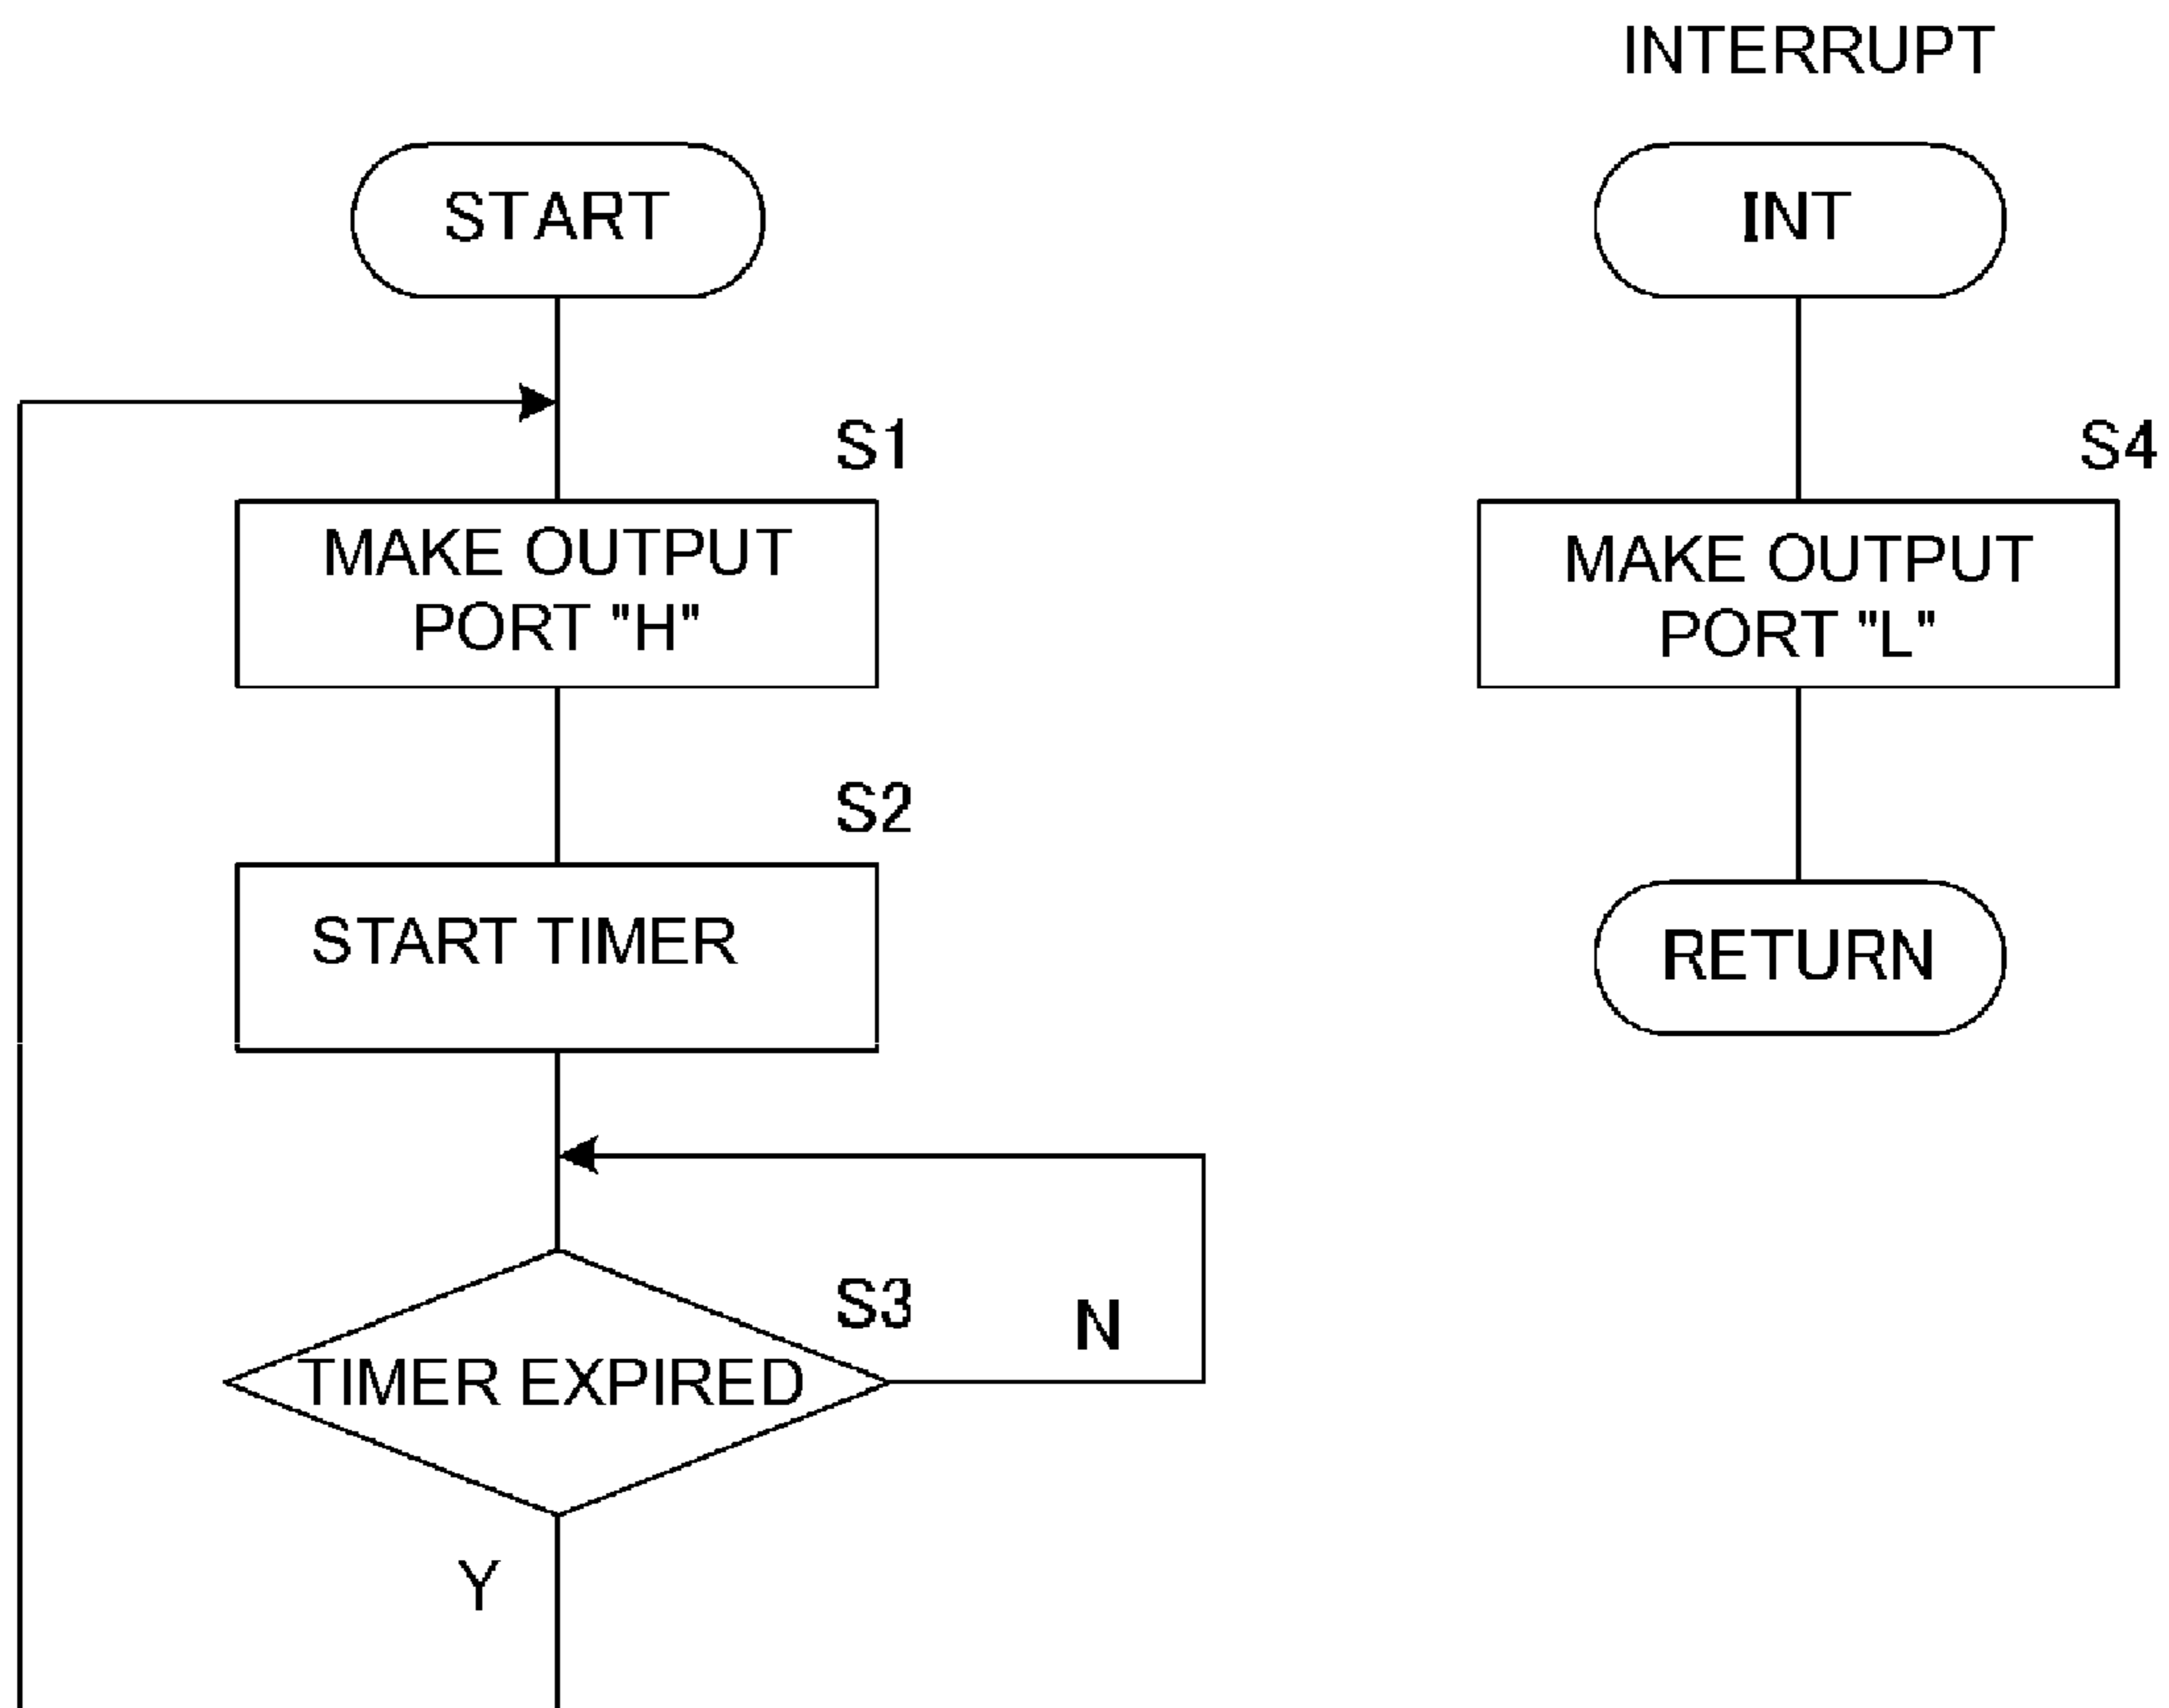 START
S1
MAKE OUTPUT
PORT "H"
S2
START TIMER
S3
N
TIMER EXPIRED
Y
INTERRUPT
INT
S4
MAKE OUTPUT
PORT "L"
RETURN